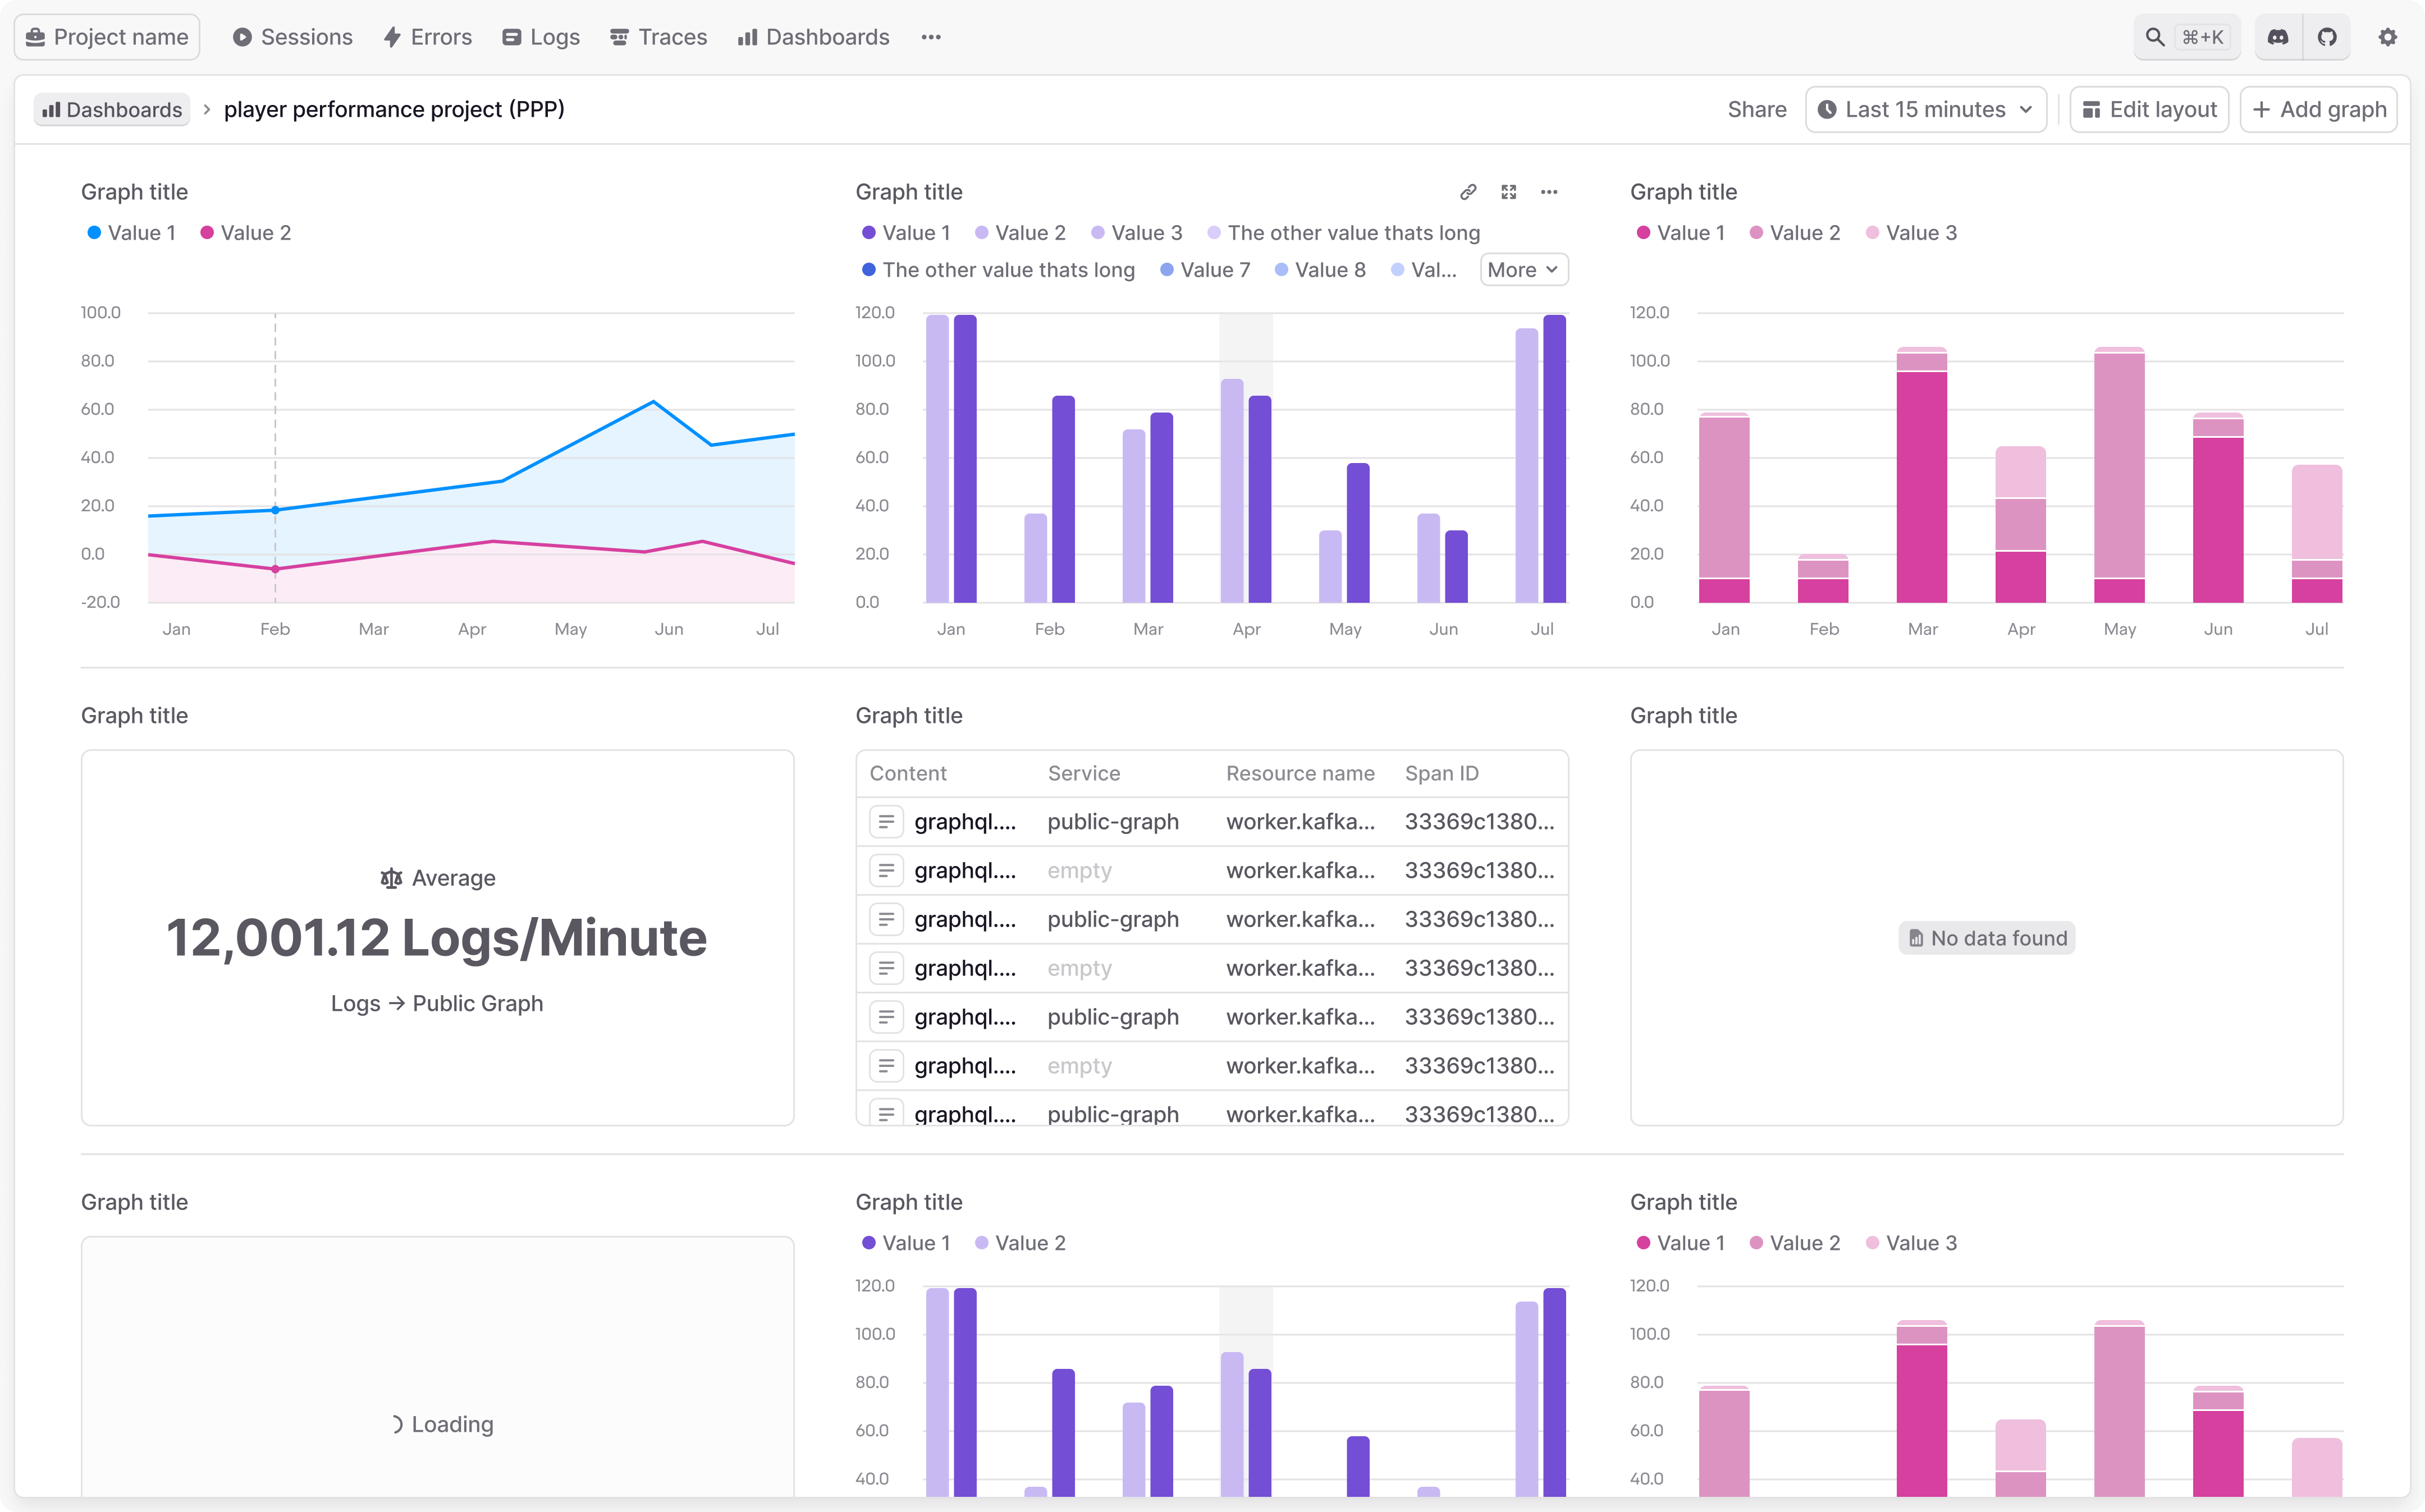 Project name Sessions Errors Logs Traces Dashboards ⌘+K
Dashboards player performance project (PPP) Share Last 15 minutes Edit layout + Add graph
Graph title
Value 1 Value 2
100.0
80.0
60.0
40.0
20.0
0.0
-20.0
Jan Feb Mar Apr May Jun Jul
Graph title
Value 1 Value 2 Value 3 The other value thats long
The other value thats long Value 7 Value 8 Val... More
120.0
100.0
80.0
60.0
40.0
20.0
0.0
Jan Feb Mar Apr May Jun Jul
Graph title
Value 1 Value 2 Value 3
120.0
100.0
80.0
60.0
40.0
20.0
0.0
Jan Feb Mar Apr May Jun Jul
Graph title
Average
12,001.12 Logs/Minute
Logs → Public Graph
Graph title
Content Service Resource name Span ID
graphql.... public-graph worker.kafka... 33369c1380...
graphql.... empty worker.kafka... 33369c1380...
graphql.... public-graph worker.kafka... 33369c1380...
graphql.... empty worker.kafka... 33369c1380...
graphql.... public-graph worker.kafka... 33369c1380...
graphql.... empty worker.kafka... 33369c1380...
graphql.... public-graph worker.kafka... 33369c1380...
Graph title
No data found
Graph title
Loading
Graph title
Value 1 Value 2
120.0
100.0
80.0
60.0
40.0
Graph title
Value 1 Value 2 Value 3
120.0
100.0
80.0
60.0
40.0